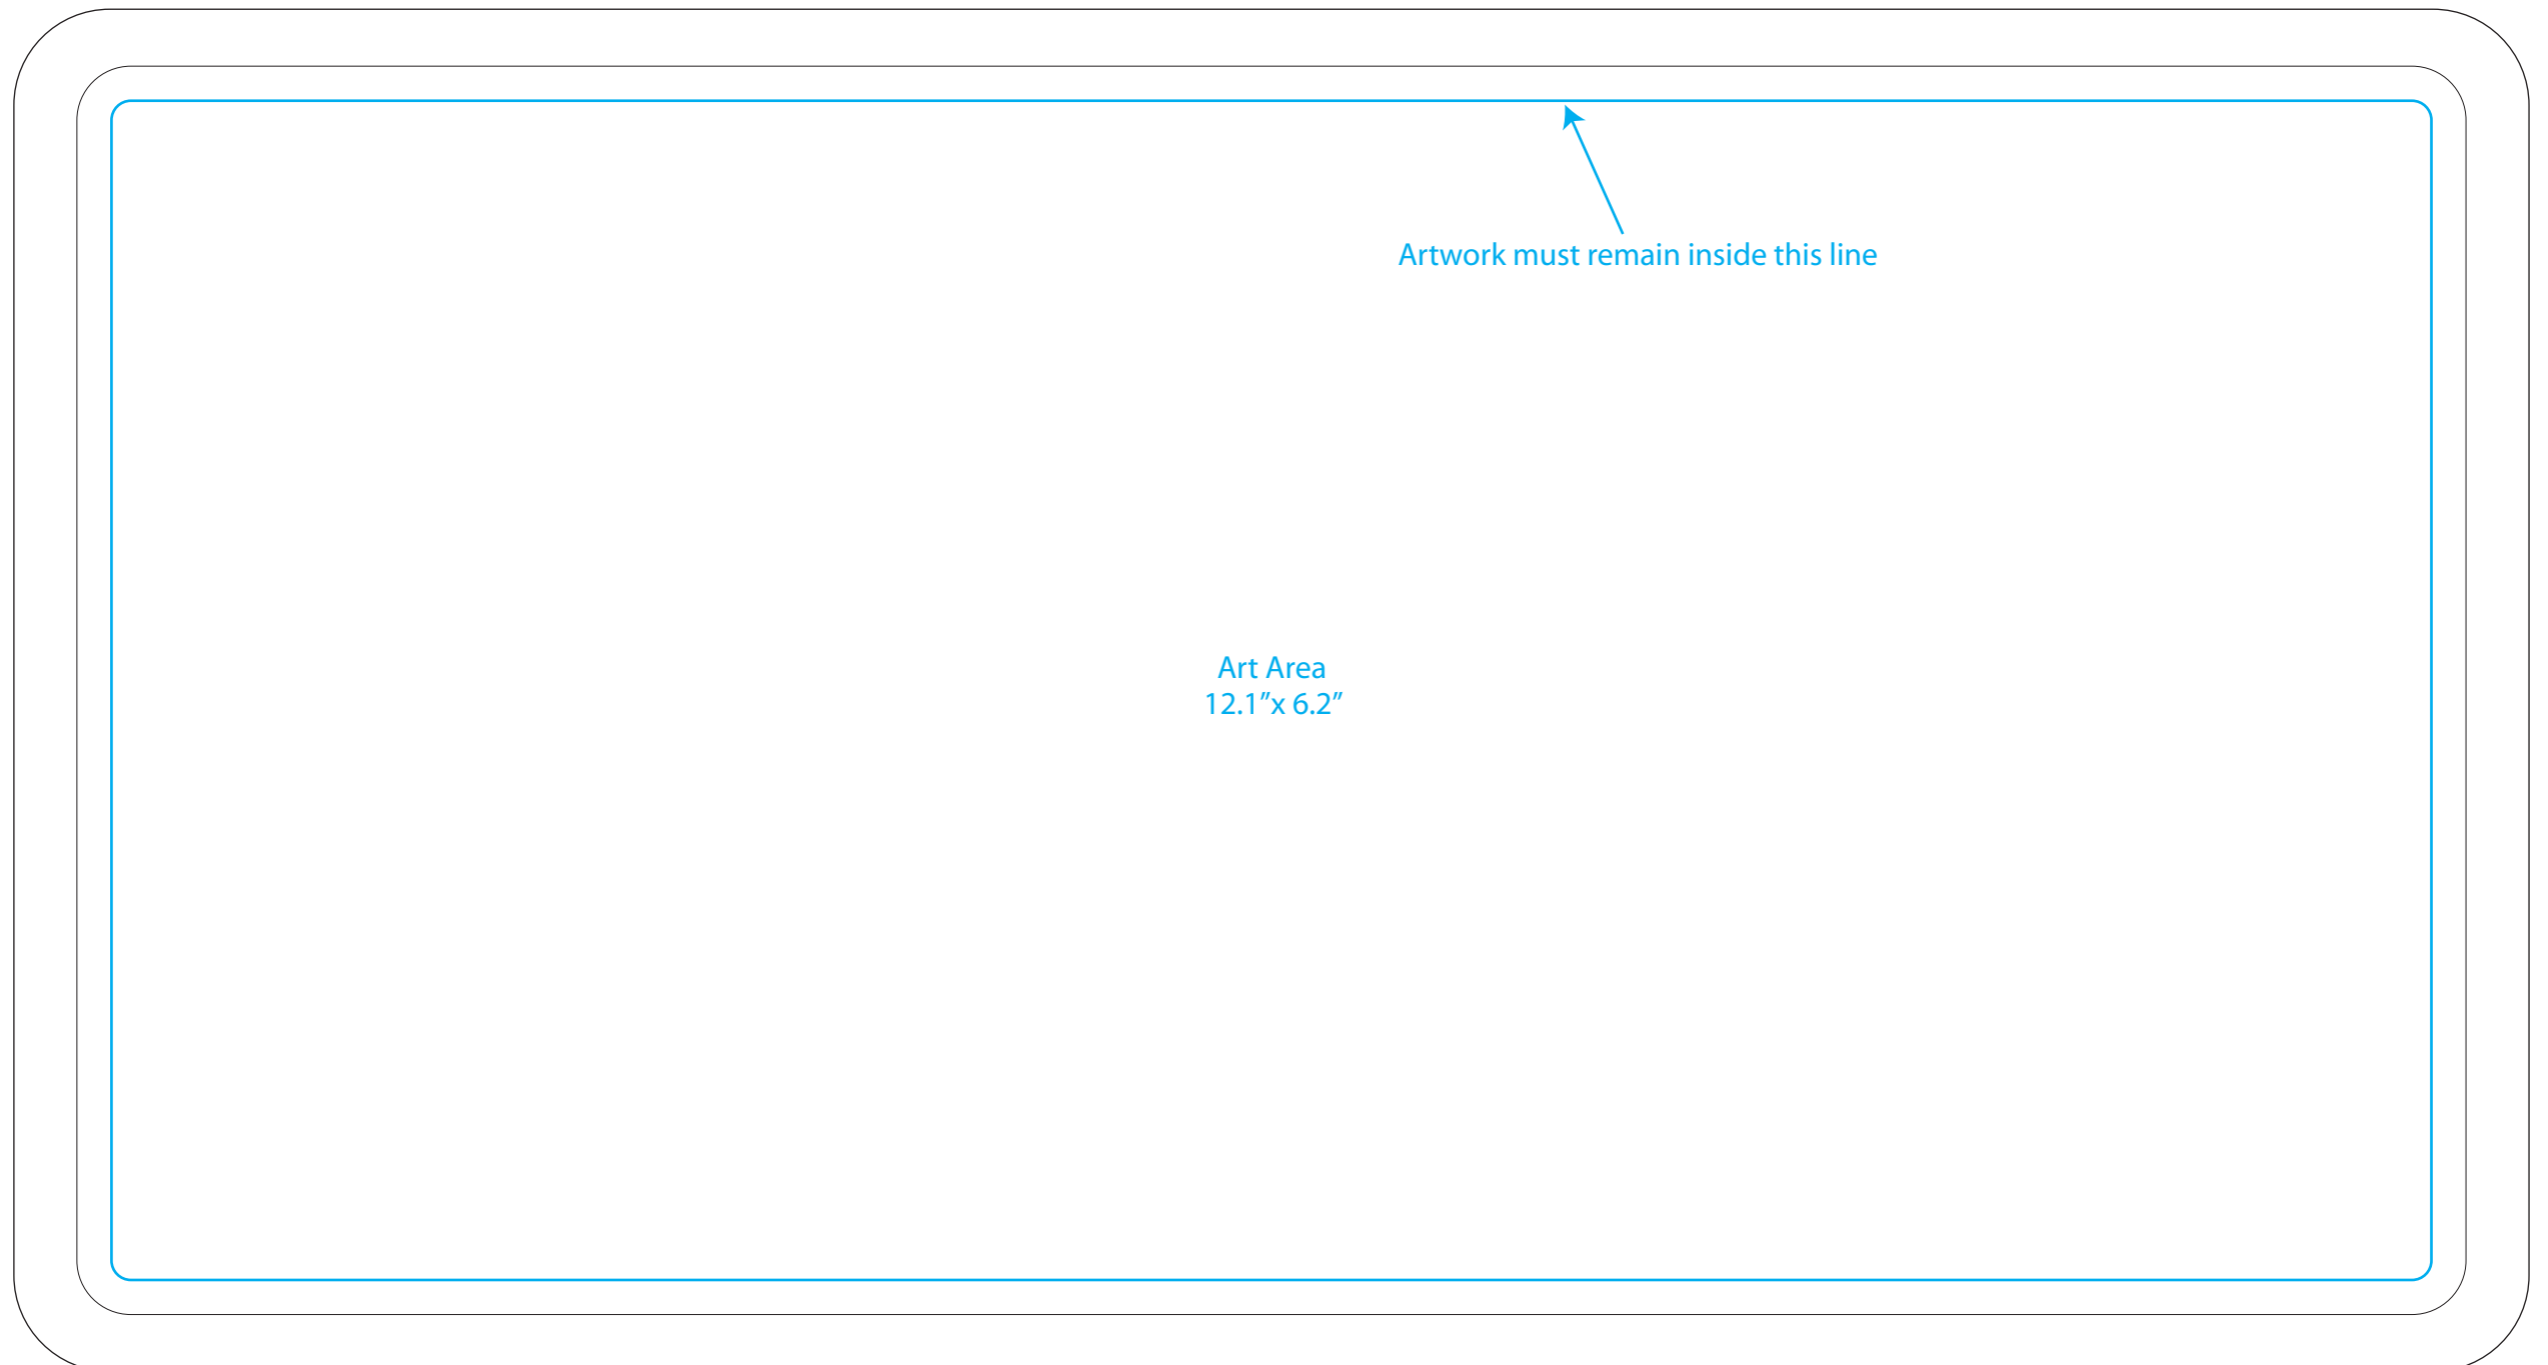 Artwork must remain inside this line
Art Area
12.1”x 6.2”